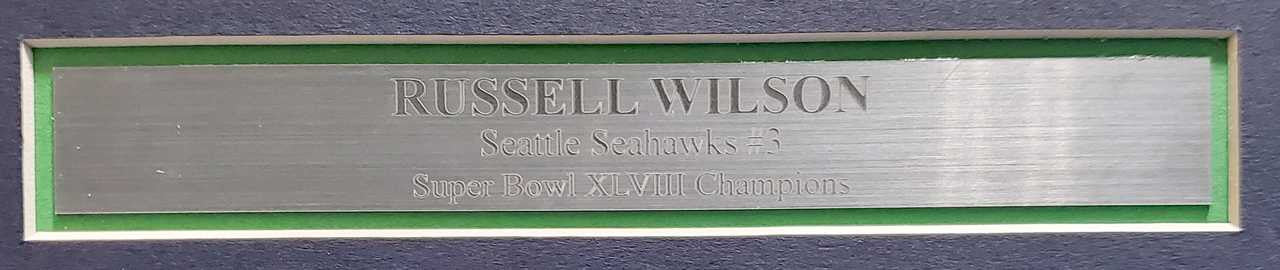 RUSSELL WILSON
Seattle Seahawks #3
Super Bowl XLVIII Champions